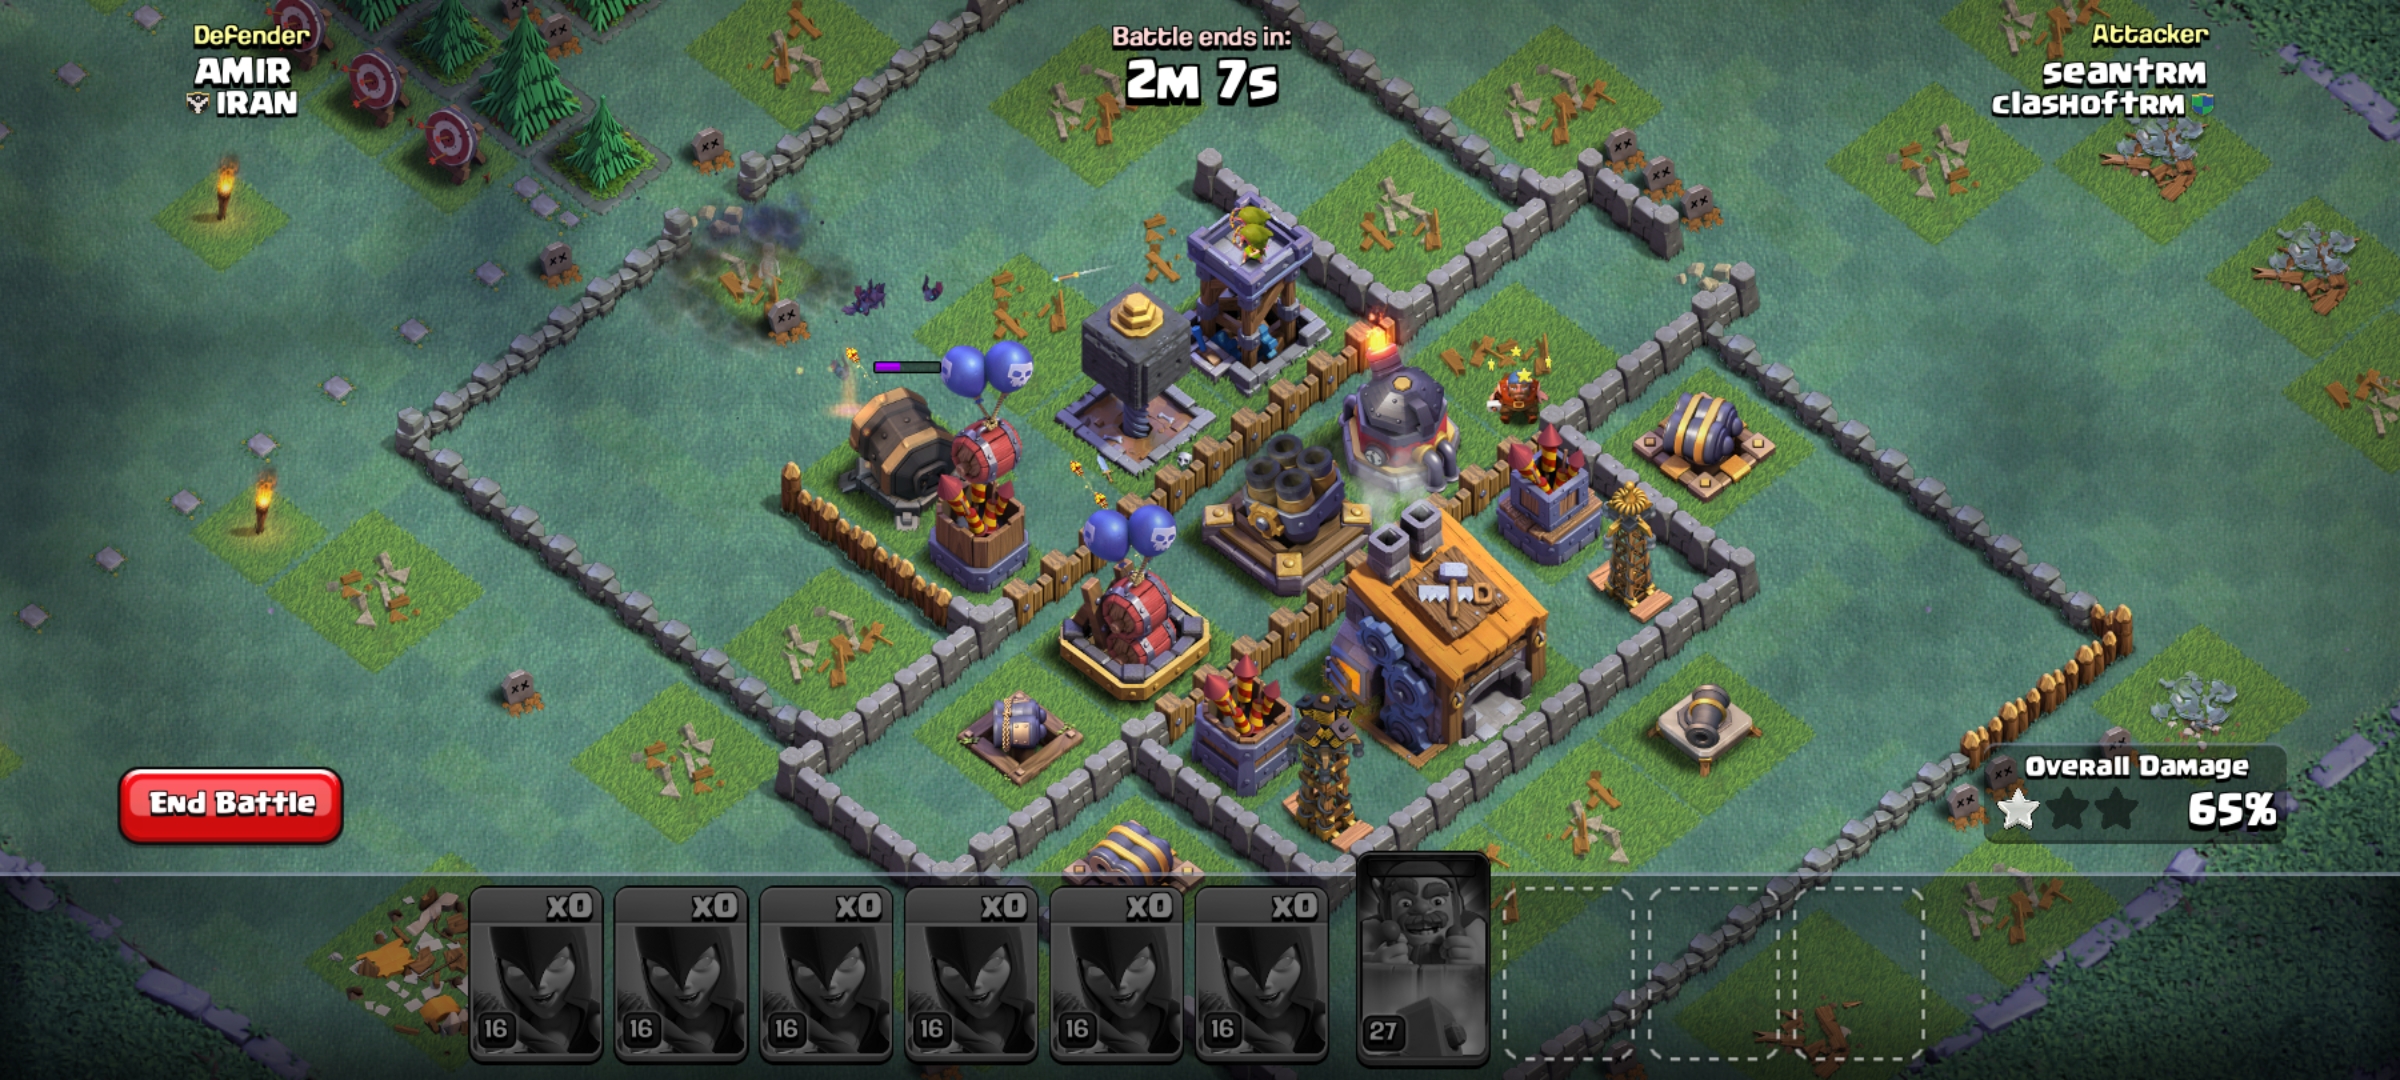 Defender
AMIR
IRAN
Battle ends in:
2M 7s
Attacker
seantrm
clashoftrm
End Battle
Overall Damage
65%
x0
x0
x0
x0
x0
x0
16
16
16
16
16
16
27